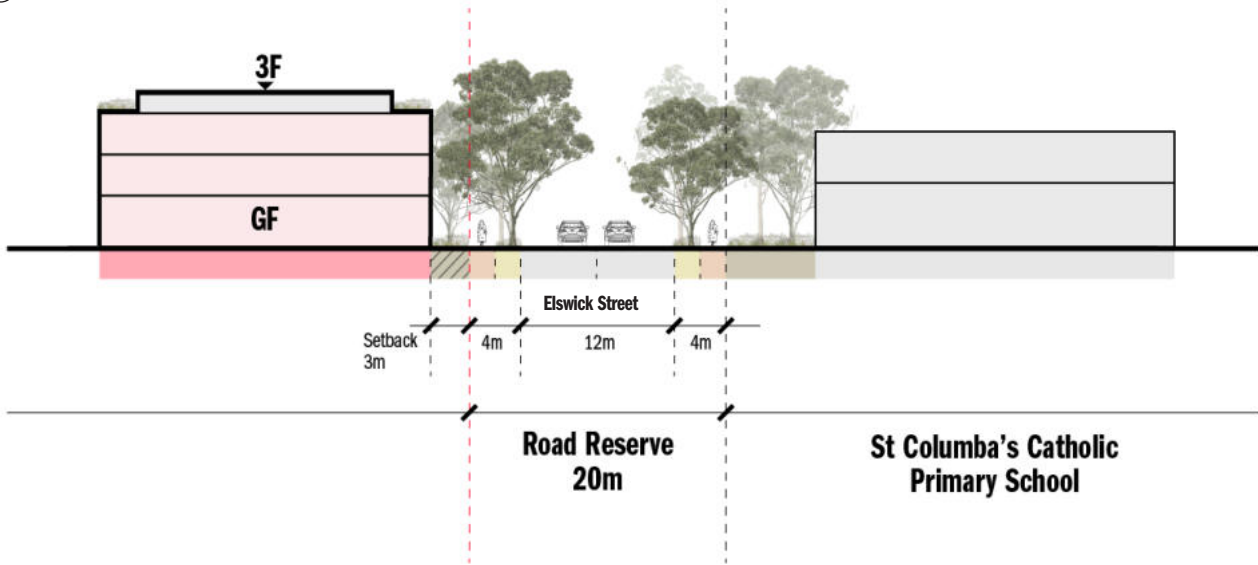 3F
GF
Elswick Street
Setback
3m
4m
12m
4m
Road Reserve
20m
St Columba's Catholic
Primary School